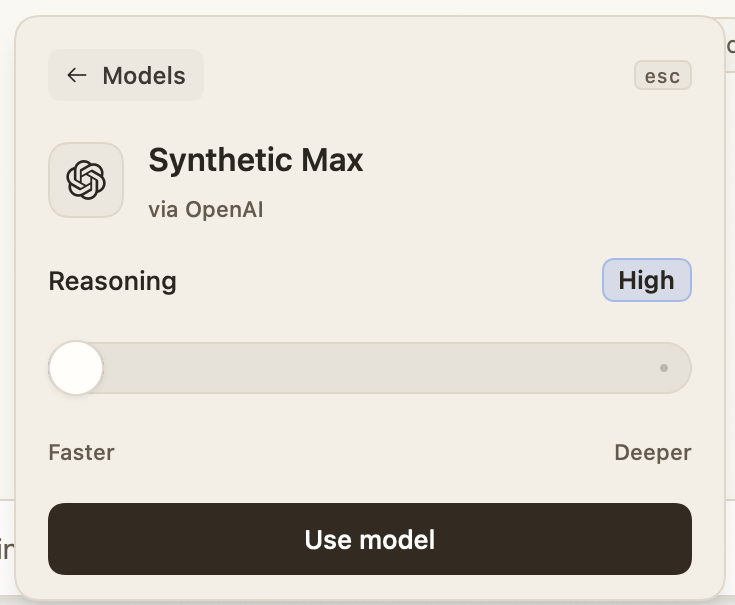 ← Models
esc
Synthetic Max
via OpenAI
Reasoning
High
Faster
Deeper
Use model